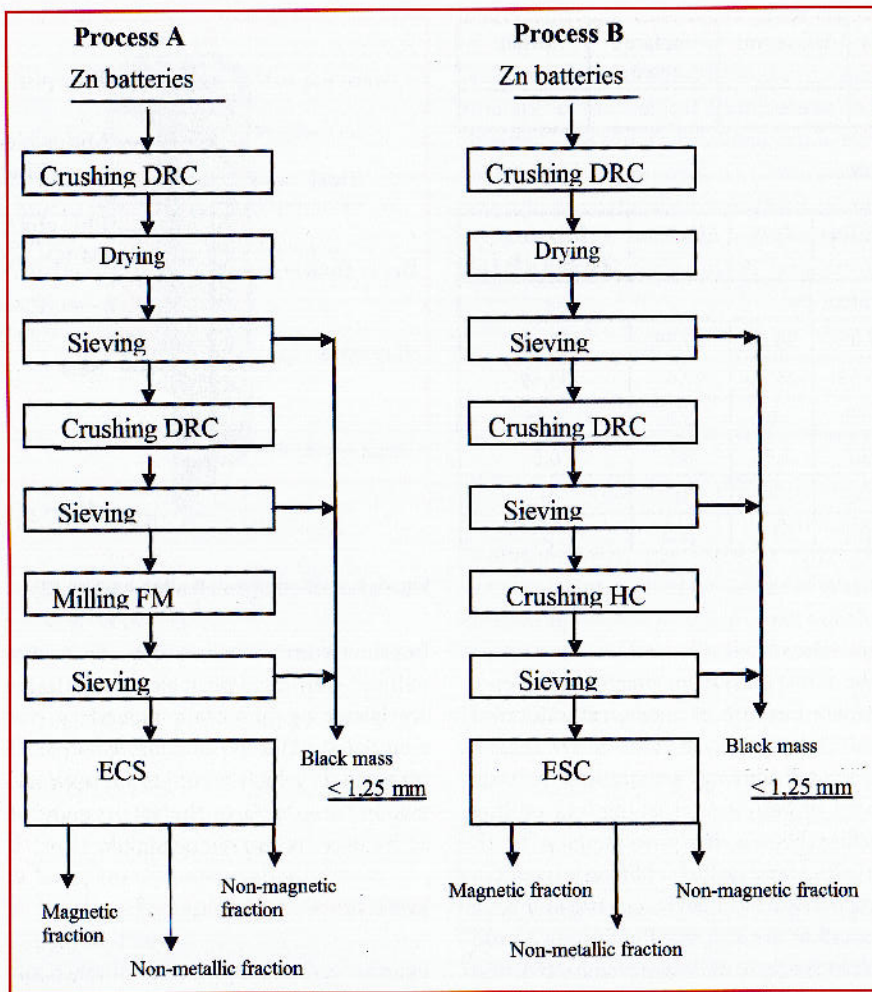 Process A
Zn batteries
Crushing DRC
Drying
Sieving
Crushing DRC
Sieving
Milling FM
Sieving
ECS
Black mass
< 1.25 mm
Magnetic
fraction
Non-magnetic
fraction
Non-metallic fraction
Process B
Zn batteries
Crushing DRC
Drying
Sieving
Crushing DRC
Sieving
Crushing HC
Sieving
ESC
Black mass
< 1.25 mm
Magnetic fraction
Non-magnetic fraction
Non-metallic fraction